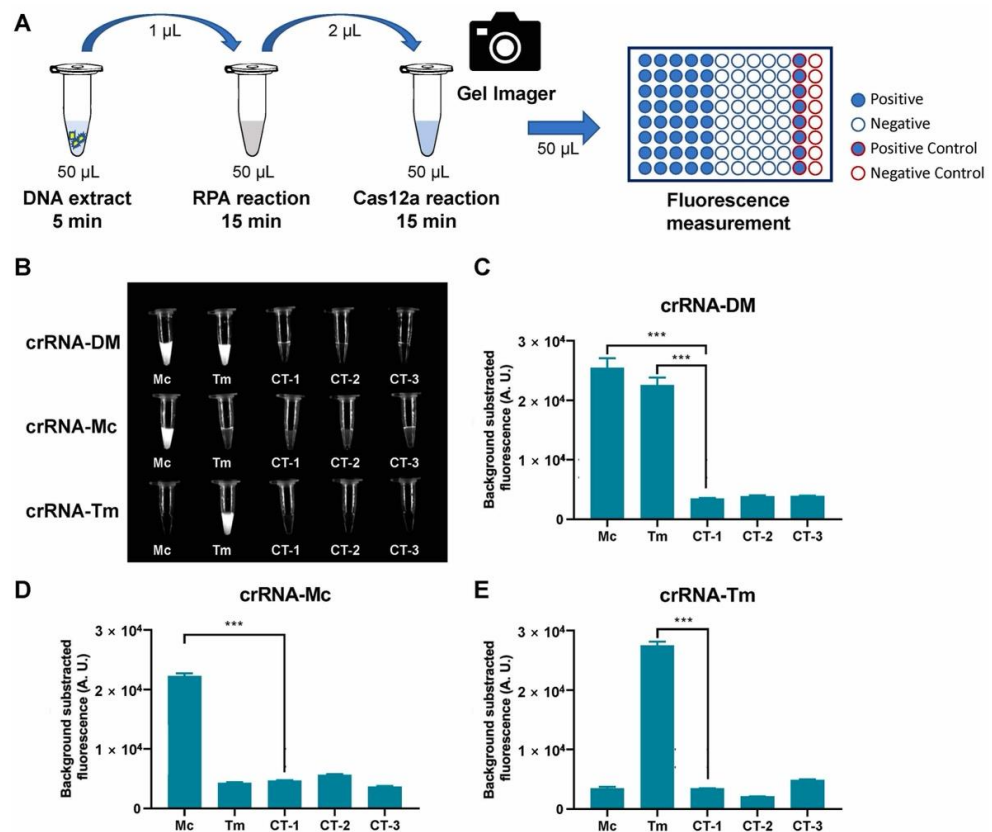 A
1 µL
2 µL
Gel Imager
50 µL
50 µL
50 µL
50 µL
DNA extract
5 min
RPA reaction
15 min
Cas12a reaction
15 min
Fluorescence
measurement
Positive
Negative
Positive Control
Negative Control
B
crRNA-DM
Mc Tm CT-1 CT-2 CT-3
crRNA-Mc
Mc Tm CT-1 CT-2 CT-3
crRNA-Tm
Mc Tm CT-1 CT-2 CT-3
C
crRNA-DM
Background substracted
fluorescence (A. U.)
3 × 10⁴
2 × 10⁴
1 × 10⁴
0
***
***
Mc Tm CT-1 CT-2 CT-3
D
crRNA-Mc
Background substracted
fluorescence (A. U.)
3 × 10⁴
2 × 10⁴
1 × 10⁴
0
***
Mc Tm CT-1 CT-2 CT-3
E
crRNA-Tm
Background substracted
fluorescence (A. U.)
3 × 10⁴
2 × 10⁴
1 × 10⁴
0
***
Mc Tm CT-1 CT-2 CT-3